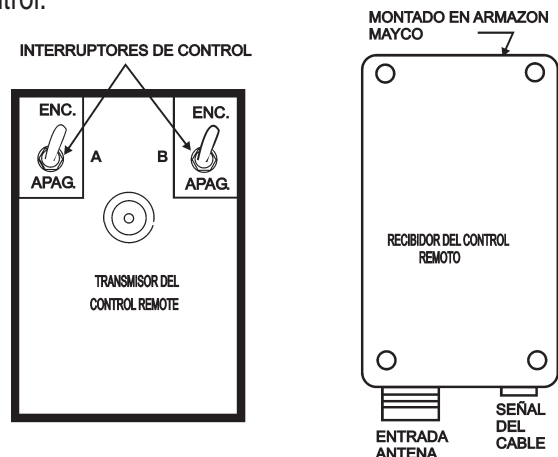 INTERRUPTORES DE CONTROL
ENC.
APAG.
A
B
ENC.
APAG.
TRANSMISOR DEL
CONTROL REMOTE
MONTADO EN ARMAZON
MAYCO
RECIBIDOR DEL CONTROL
REMOTO
ENTRADA
ANTENA
SEÑAL
DEL
CABLE